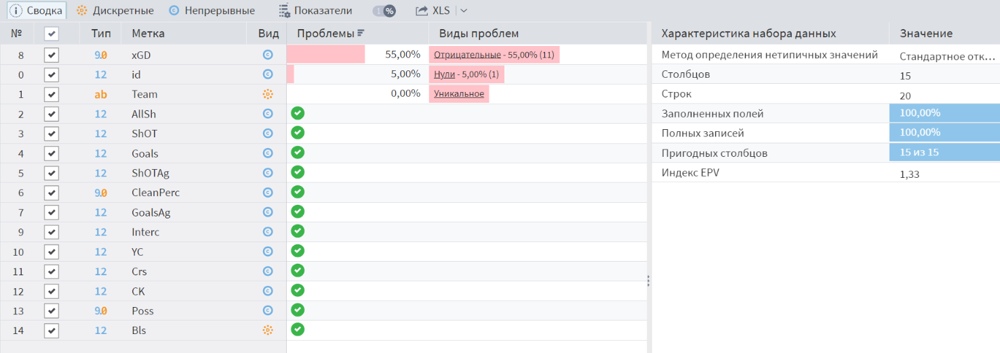 Сводка Дискретные Непрерывные Показатели 1 % XLS
№ Тип Метка Вид Проблемы Виды проблем Характеристика набора данных Значение
8 9.0 xGD 55,00% Отрицательные - 55,00% (11) Метод определения нетипичных значений Стандартное отк...
0 12 id 5,00% Нули - 5,00% (1) Столбцов 15
1 ab Team 0,00% Уникальное Строк 20
2 12 AllSh Заполненных полей 100,00%
3 12 ShOT Полных записей 100,00%
4 12 Goals Пригодных столбцов 15 из 15
5 12 ShOTAg Индекс EPV 1,33
6 9.0 CleanPerc
7 12 GoalsAg
9 12 Interc
10 12 YC
11 12 Crs
12 12 CK
13 9.0 Poss
14 12 Bls